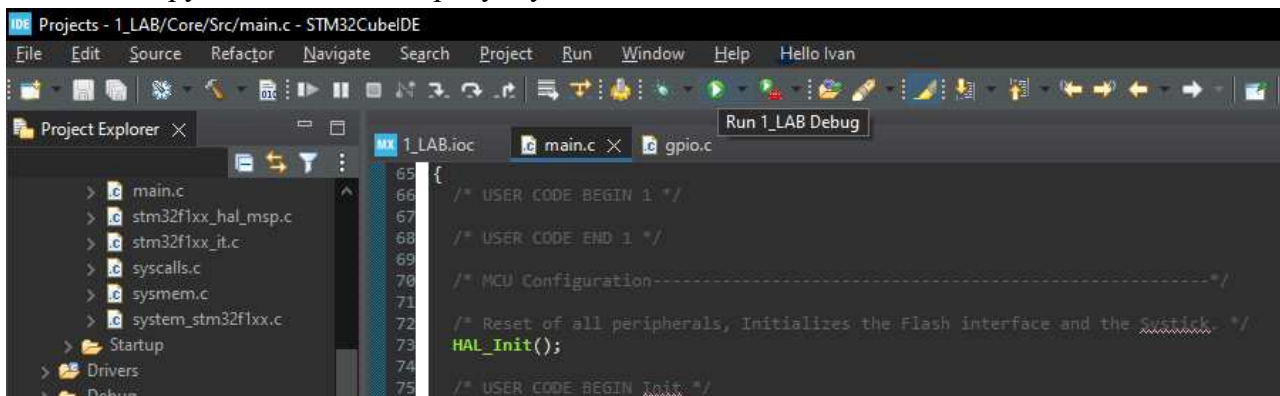 Projects - 1_LAB/Core/Src/main.c - STM32CubeIDE
File Edit Source Refactor Navigate Search Project Run Window Help Hello Ivan
Project Explorer
1_LAB.ioc main.c gpio.c
Run 1_LAB Debug
main.c
stm32f1xx_hal_msp.c
stm32f1xx_it.c
syscalls.c
sysmem.c
system_stm32f1xx.c
Startup
Drivers
Debug
65 {
66 /* USER CODE BEGIN 1 */
67
68 /* USER CODE END 1 */
69
70 /* MCU Configuration--------------------------------------------------------*/
71
72 /* Reset of all peripherals, Initializes the Flash interface and the Systick. */
73 HAL_Init();
74
75 /* USER CODE BEGIN Init */